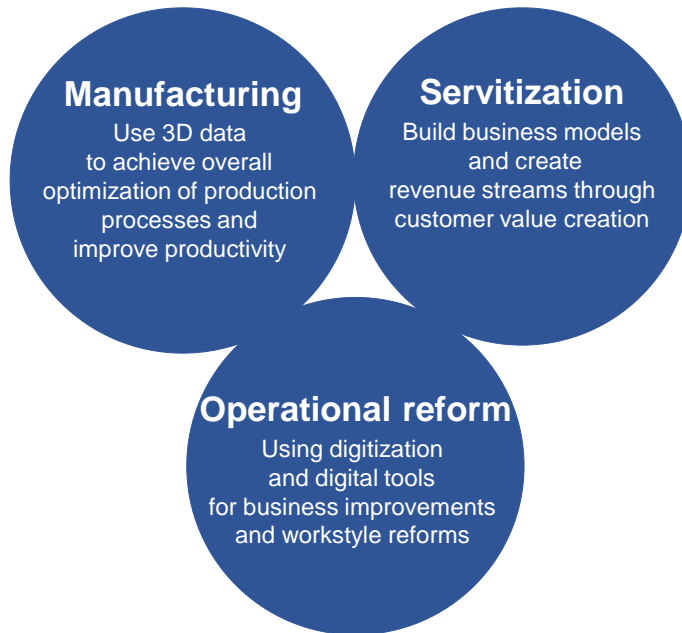 Manufacturing
Use 3D data
to achieve overall
optimization of production
processes and
improve productivity
Servitization
Build business models
and create
revenue streams through
customer value creation
Operational reform
Using digitization
and digital tools
for business improvements
and workstyle reforms